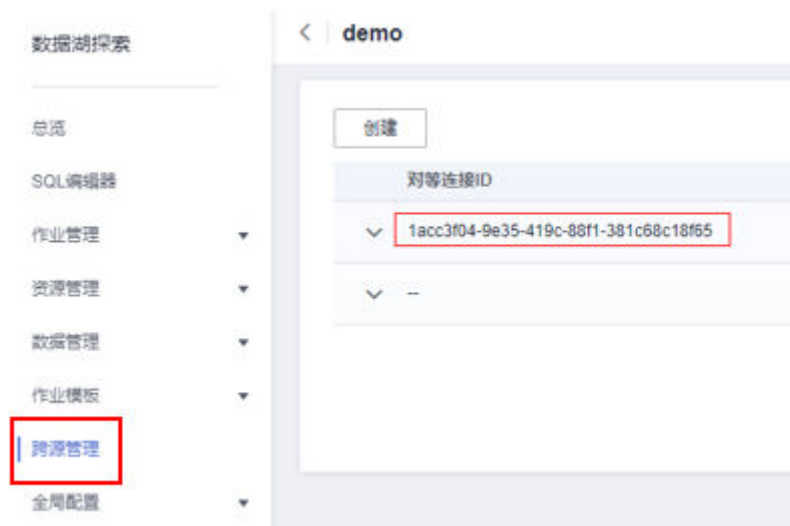 数据湖探索
总览
SQL编辑器
作业管理
资源管理
数据管理
作业模板
跨源管理
全局配置
demo
创建
对等连接ID
1acc3f04-9e35-419c-88f1-381c68c18f65
--